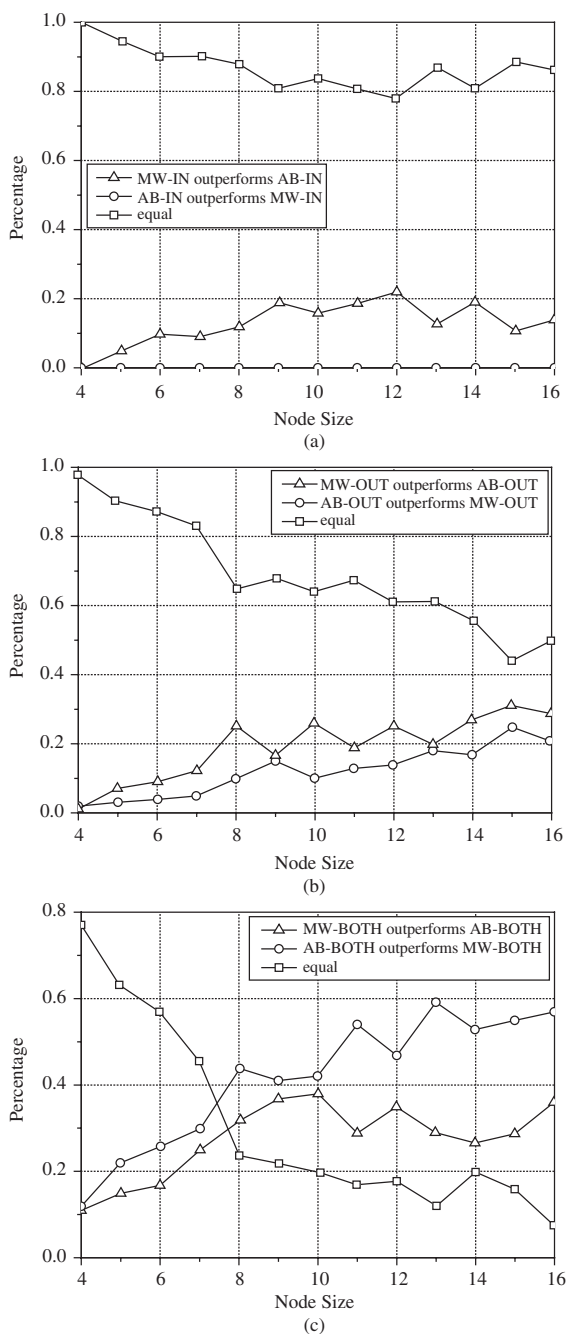 1.0
0.8
0.6
0.4
0.2
0.0
Percentage
MW-IN outperforms AB-IN
AB-IN outperforms MW-IN
equal
4 6 8 10 12 14 16
Node Size
(a)
1.0
0.8
0.6
0.4
0.2
0.0
Percentage
MW-OUT outperforms AB-OUT
AB-OUT outperforms MW-OUT
equal
4 6 8 10 12 14 16
Node Size
(b)
0.8
0.6
0.4
0.2
0.0
Percentage
MW-BOTH outperforms AB-BOTH
AB-BOTH outperforms MW-BOTH
equal
4 6 8 10 12 14 16
Node Size
(c)